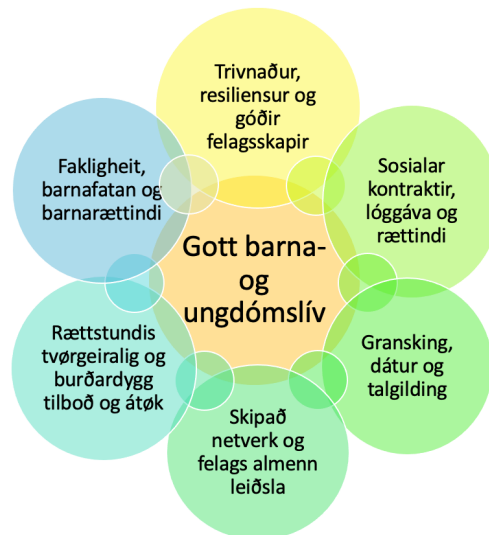 Trivnaður,
resiliensur og
góðir
felagsskapir
Sosialar
kontraktir,
lóggáva og
rættindi
Gransking,
dátur og
talgilding
Skipað
netverk og
felags almenn
leiðsla
Rættstundis
tvørgeiralig og
burðardygg
tilboð og átøk
Fakligheit,
barnafatan og
barnarættindi
Gott barna-
og
ungdómslív